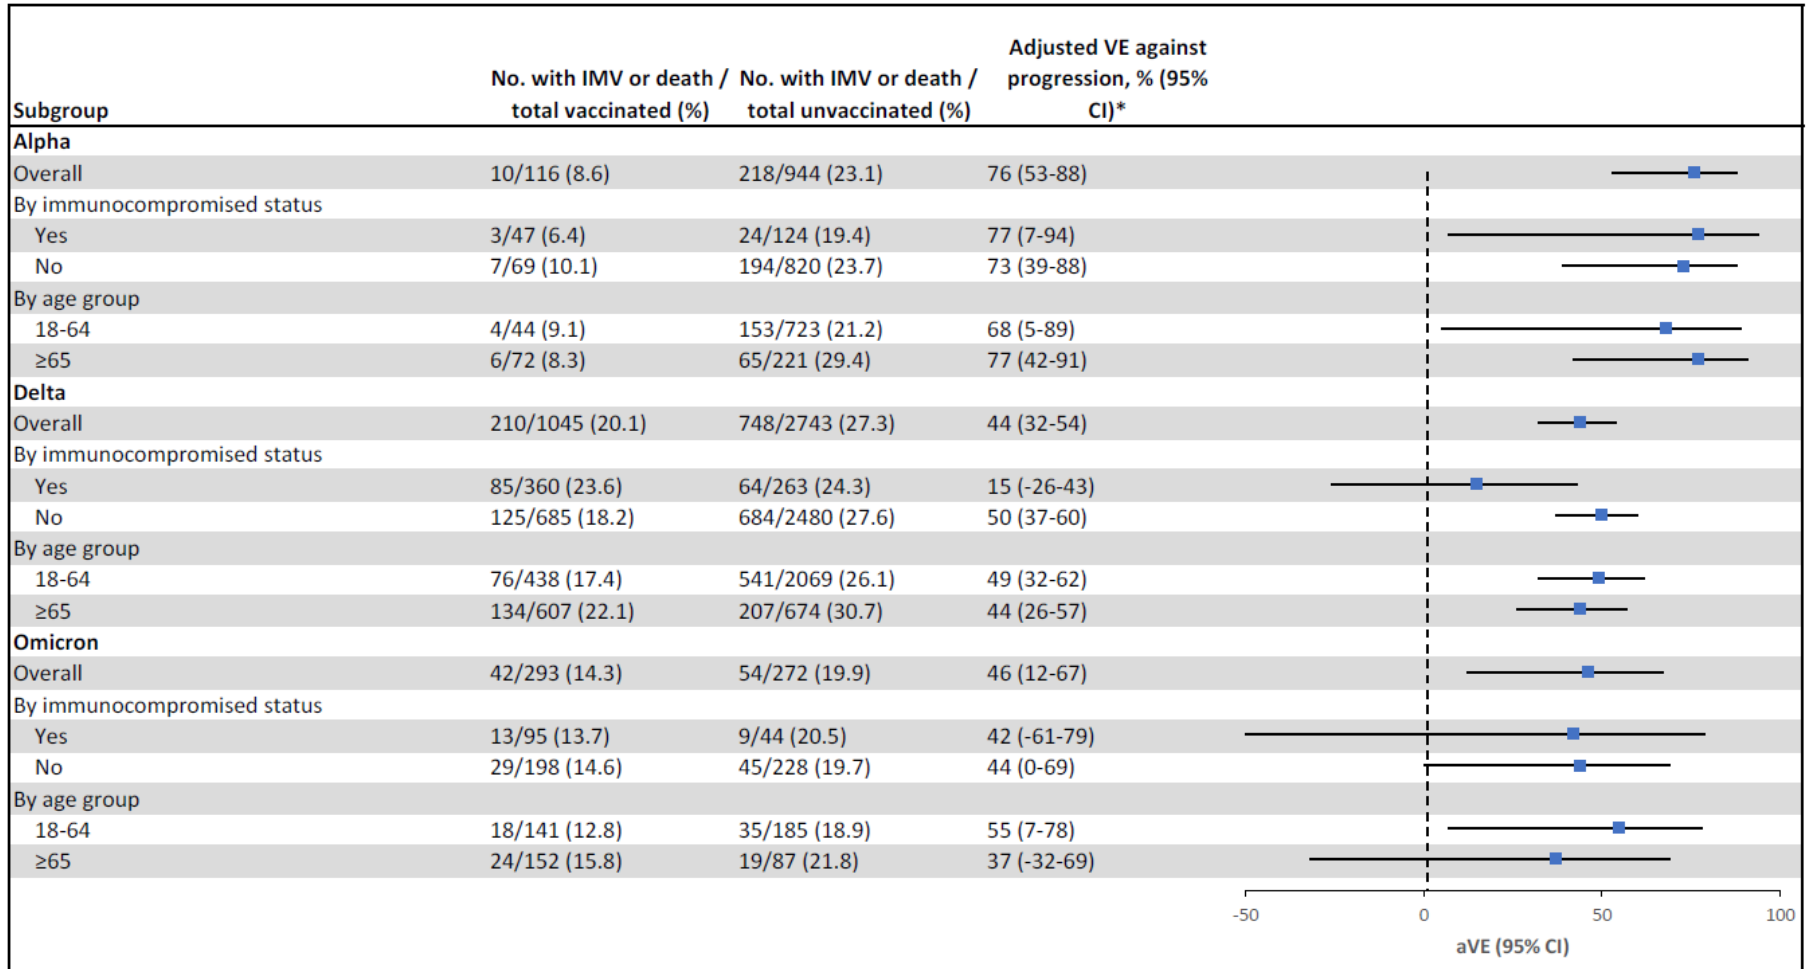 Subgroup No. with IMV or death / total vaccinated (%) No. with IMV or death / total unvaccinated (%) Adjusted VE against progression, % (95% CI)*
Alpha
Overall 10/116 (8.6) 218/944 (23.1) 76 (53-88)
By immunocompromised status
Yes 3/47 (6.4) 24/124 (19.4) 77 (7-94)
No 7/69 (10.1) 194/820 (23.7) 73 (39-88)
By age group
18-64 4/44 (9.1) 153/723 (21.2) 68 (5-89)
≥65 6/72 (8.3) 65/221 (29.4) 77 (42-91)
Delta
Overall 210/1045 (20.1) 748/2743 (27.3) 44 (32-54)
By immunocompromised status
Yes 85/360 (23.6) 64/263 (24.3) 15 (-26-43)
No 125/685 (18.2) 684/2480 (27.6) 50 (37-60)
By age group
18-64 76/438 (17.4) 541/2069 (26.1) 49 (32-62)
≥65 134/607 (22.1) 207/674 (30.7) 44 (26-57)
Omicron
Overall 42/293 (14.3) 54/272 (19.9) 46 (12-67)
By immunocompromised status
Yes 13/95 (13.7) 9/44 (20.5) 42 (-61-79)
No 29/198 (14.6) 45/228 (19.7) 44 (0-69)
By age group
18-64 18/141 (12.8) 35/185 (18.9) 55 (7-78)
≥65 24/152 (15.8) 19/87 (21.8) 37 (-32-69)
-50 0 50 100
aVE (95% CI)